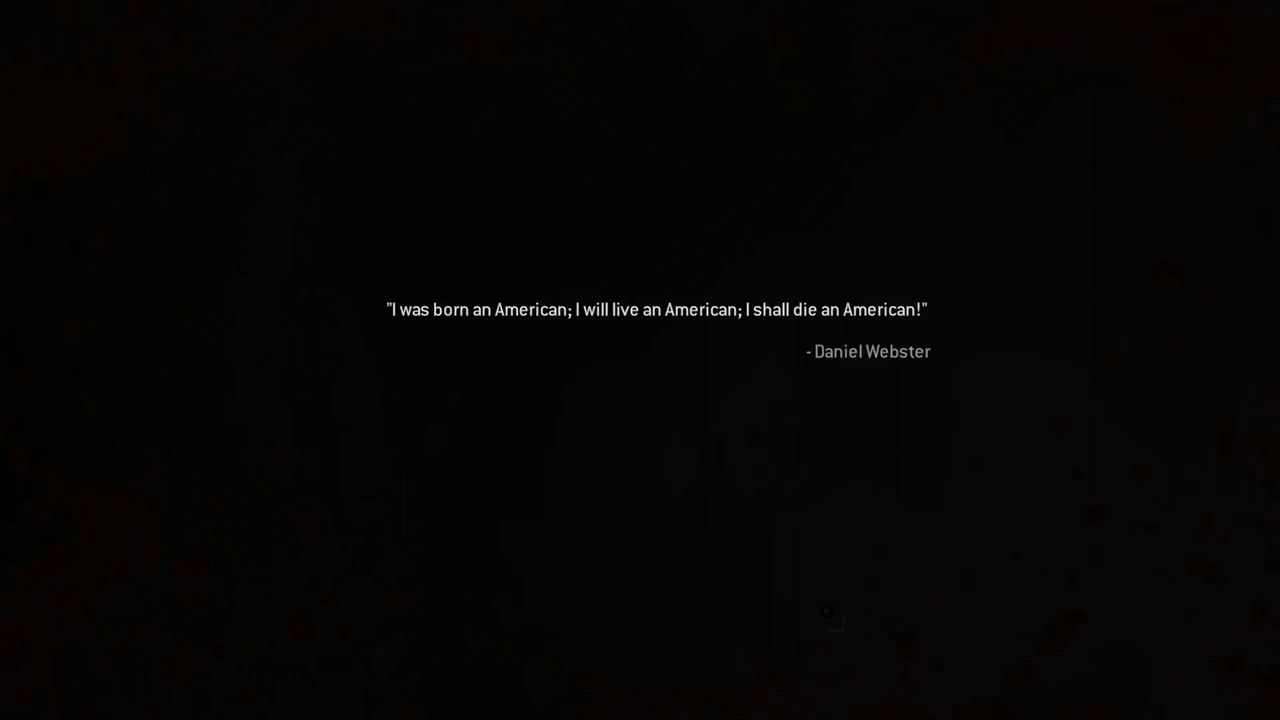 "I was born an American; I will live an American; I shall die an American!"
- Daniel Webster